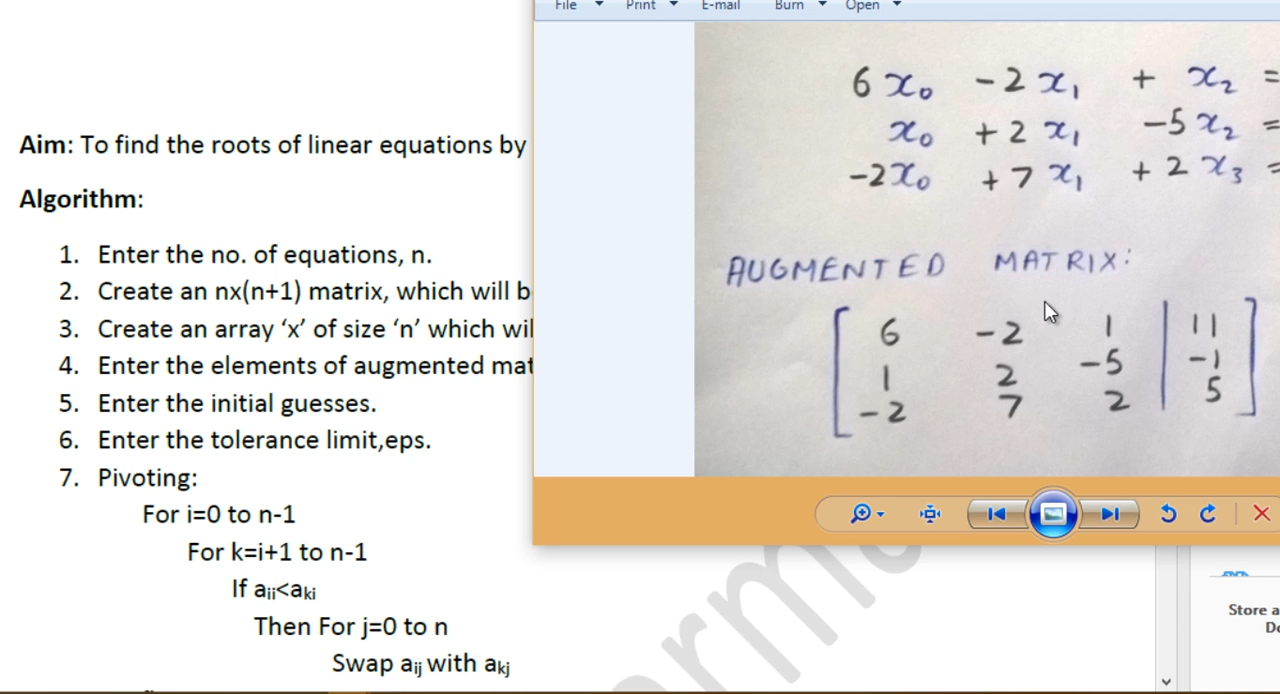 File Print E-mail Burn Open
Aim: To find the roots of linear equations by
Algorithm:
1. Enter the no. of equations, n.
2. Create an nx(n+1) matrix, which will b
3. Create an array ‘x’ of size ‘n’ which wil
4. Enter the elements of augmented mat
5. Enter the initial guesses.
6. Enter the tolerance limit,eps.
7. Pivoting:
For i=0 to n-1
For k=i+1 to n-1
If aii<aki
Then For j=0 to n
Swap aij with akj
6x₀ -2x₁ + x₂ =
x₀ +2x₁ -5x₂ =
-2x₀ +7x₁ +2x₃ =
AUGMENTED MATRIX:
6 -2 1 | 11
1 2 -5 | -1
-2 7 2 | 5
Store a